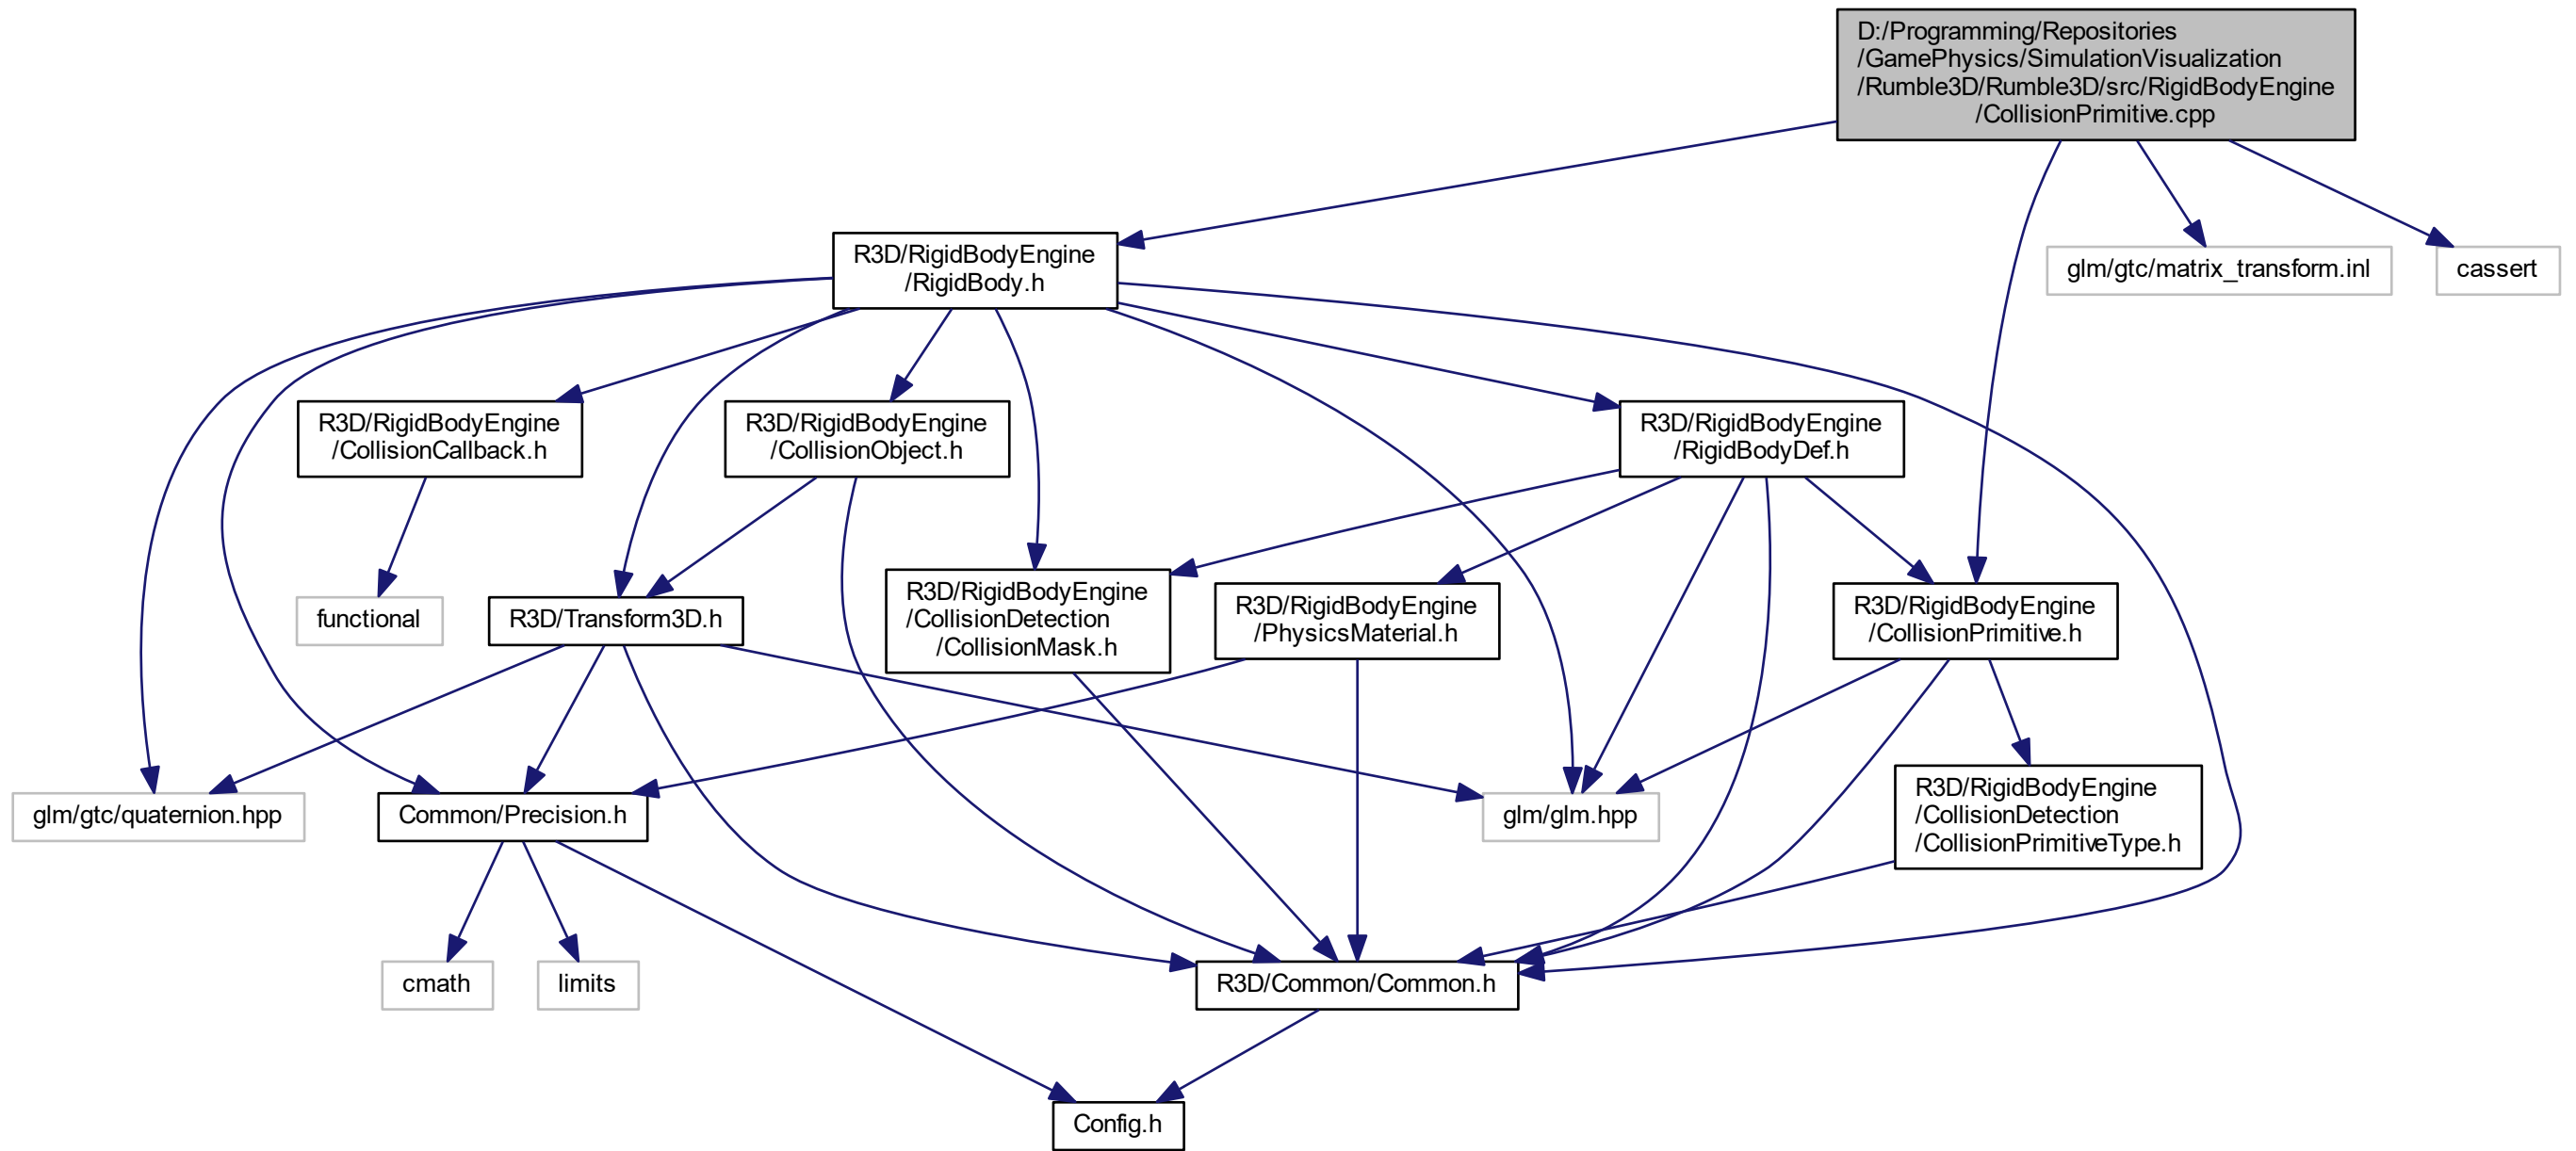 D:/Programming/Repositories
/GamePhysics/SimulationVisualization
/Rumble3D/Rumble3D/src/RigidBodyEngine
/CollisionPrimitive.cpp
R3D/RigidBodyEngine
/RigidBody.h
glm/gtc/matrix_transform.inl
cassert
R3D/RigidBodyEngine
/CollisionCallback.h
R3D/RigidBodyEngine
/CollisionObject.h
R3D/RigidBodyEngine
/RigidBodyDef.h
functional
R3D/Transform3D.h
R3D/RigidBodyEngine
/CollisionDetection
/CollisionMask.h
R3D/RigidBodyEngine
/PhysicsMaterial.h
R3D/RigidBodyEngine
/CollisionPrimitive.h
glm/gtc/quaternion.hpp
Common/Precision.h
glm/glm.hpp
R3D/RigidBodyEngine
/CollisionDetection
/CollisionPrimitiveType.h
cmath
limits
R3D/Common/Common.h
Config.h